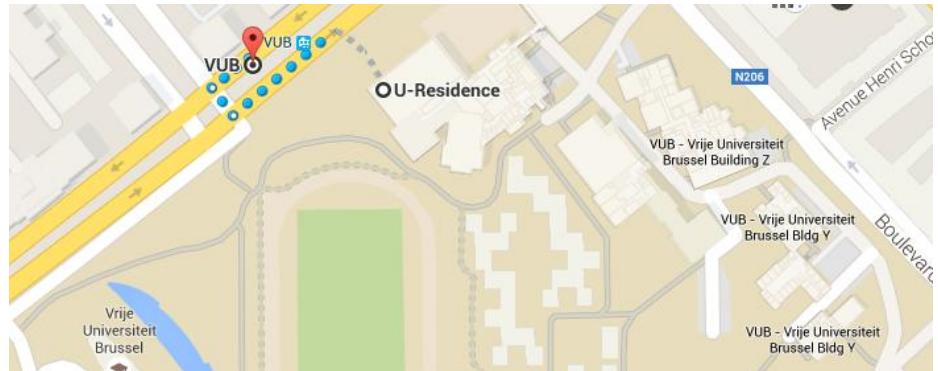 VUB
VUB
U-Residence
N206
Avenue Henri Scho
VUB - Vrije Universiteit
Brussel Building Z
VUB - Vrije Universiteit
Brussel Bldg Y
Boulevard
Vrije
Universiteit
Brussel
VUB - Vrije Universiteit
Brussel Bldg Y